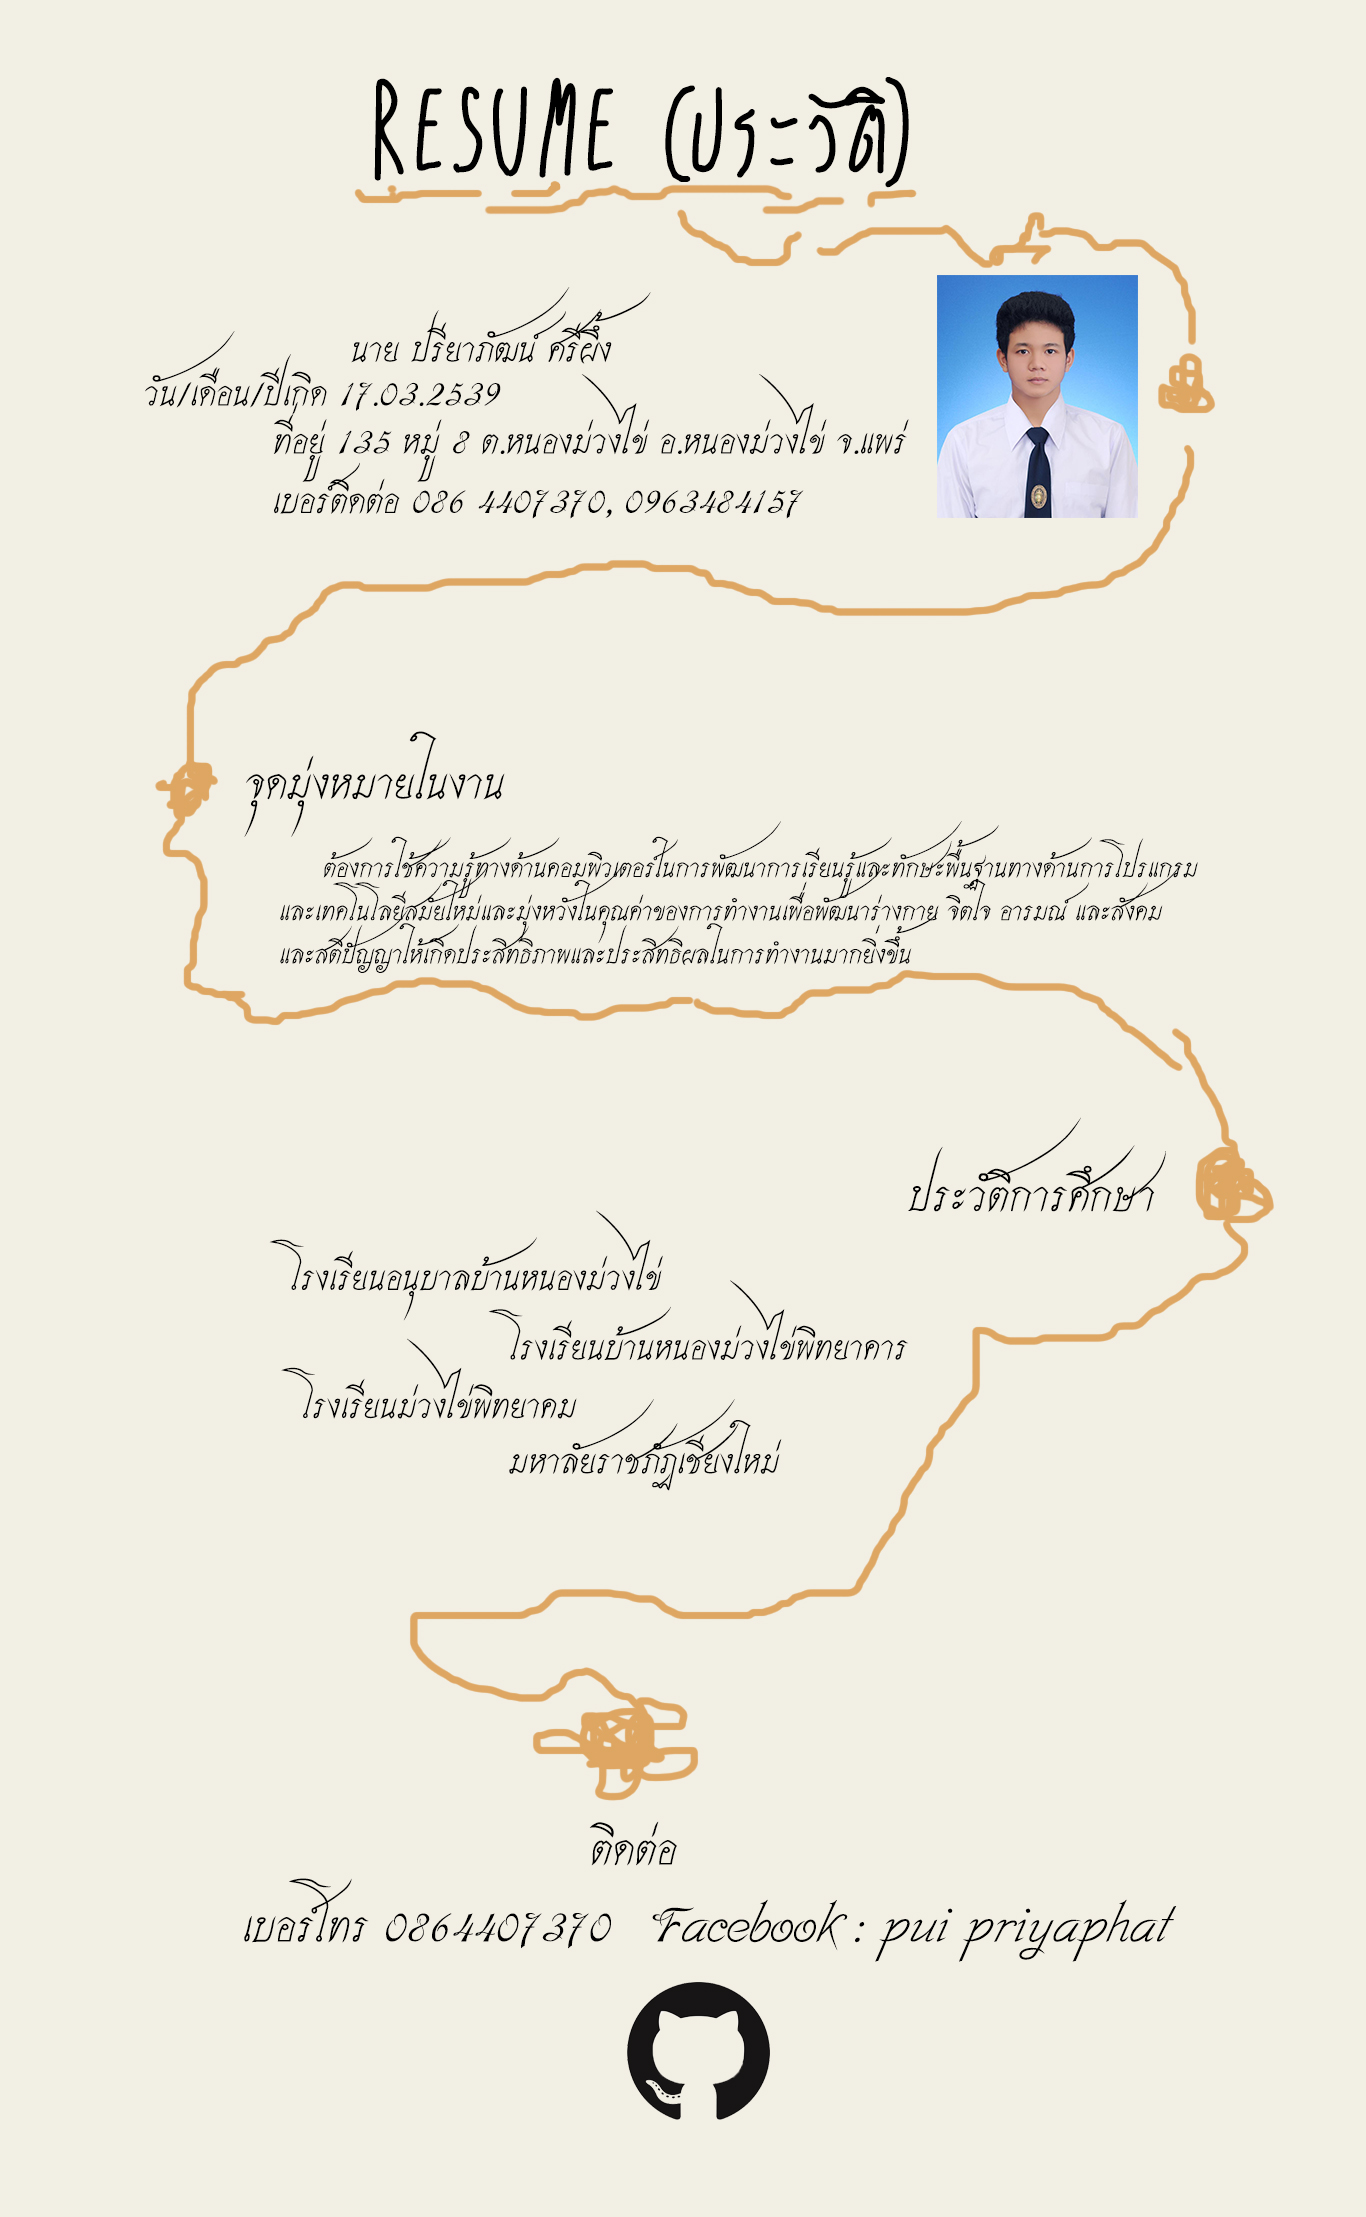 RESUME (ประวัติ)
นาย ปรียาภัฒน์ ศรีผึ้ง
วัน/เดือน/ปีเกิด 17.03.2539
ที่อยู่ 135 หมู่ 8 ต.หนองม่วงไข่ อ.หนองม่วงไข่ จ.แพร่
เบอร์ติดต่อ 086 4407370, 0963484157
จุดมุ่งหมายในงาน
ต้องการใช้ความรู้ทางด้านคอมพิวเตอร์ในการพัฒนาการเรียนรู้และทักษะพื้นฐานทางด้านการโปรแกรม
และเทคโนโลยีสมัยใหม่และมุ่งหวังในคุณค่าของการทำงานเพื่อพัฒนาร่างกาย จิตใจ อารมณ์ และสังคม
และสติปัญญาให้เกิดประสิทธิภาพและประสิทธิผลในการทำงานมากยิ่งขึ้น
ประวัติการศึกษา
โรงเรียนอนุบาลบ้านหนองม่วงไข่
โรงเรียนบ้านหนองม่วงไข่พิทยาคาร
โรงเรียนม่วงไข่พิทยาคม
มหาลัยราชภัฏเชียงใหม่
ติดต่อ
เบอร์โทร 0864407370 Facebook : pui priyaphat